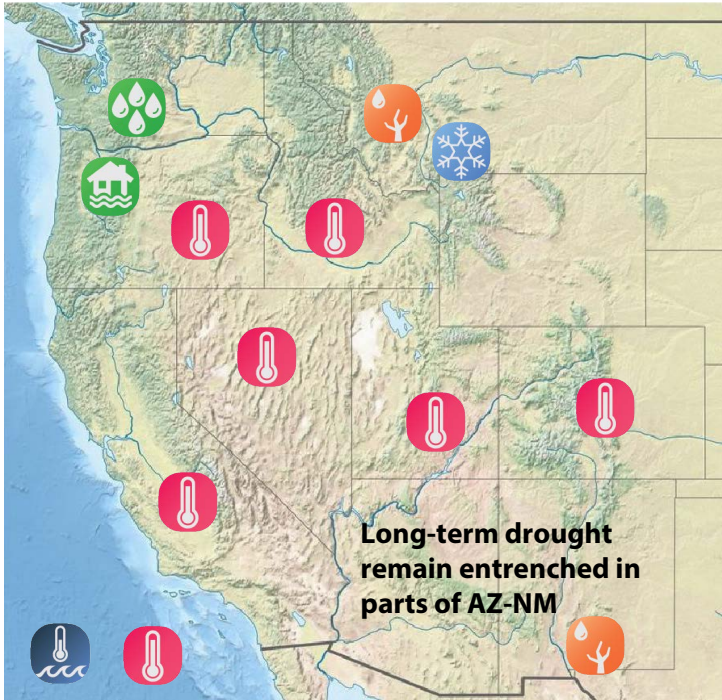 Long-term drought
remain entrenched in
parts of AZ-NM